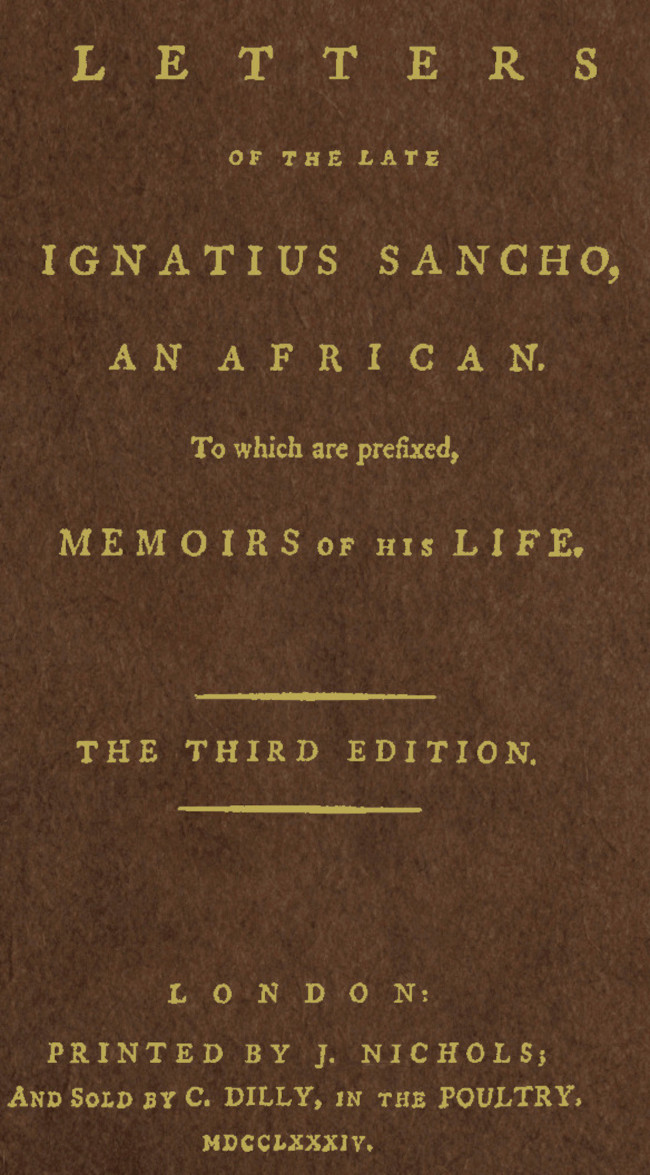 LETTERS
OF THE LATE
IGNATIUS SANCHO,
AN AFRICAN.
To which are prefixed,
MEMOIRS OF HIS LIFE.
THE THIRD EDITION.
LONDON:
PRINTED BY J. NICHOLS;
AND SOLD BY C. DILLY, IN THE POULTRY.
MDCCLXXXIV.